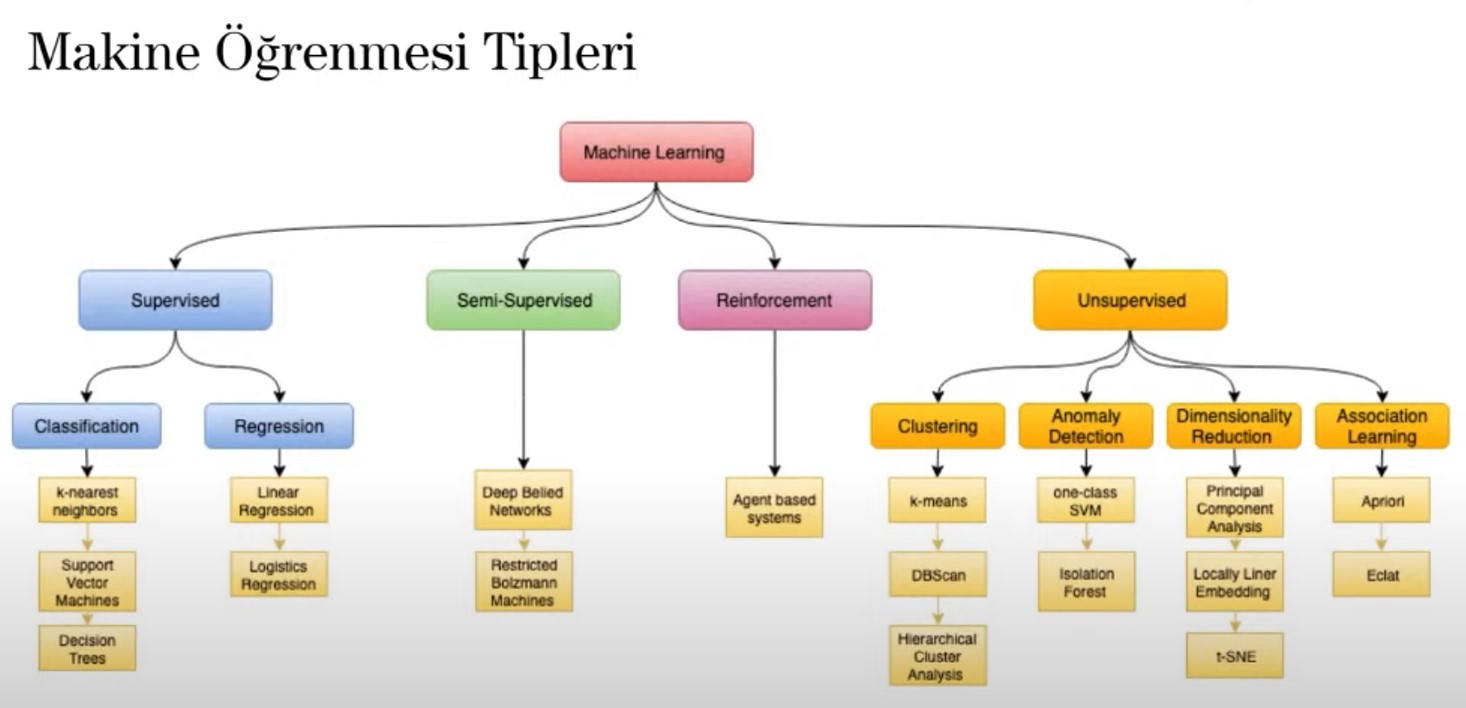 Makine Öğrenmesi Tipleri
Machine Learning
Supervised
Semi-Supervised
Reinforcement
Unsupervised
Classification
Regression
Clustering
Anomaly
Detection
Dimensionality
Reduction
Association
Learning
k-nearest
neighbors
Linear
Regression
Deep Belied
Networks
Agent based
systems
k-means
one-class
SVM
Principal
Component
Analysis
Apriori
Support
Vector
Machines
Logistics
Regression
Restricted
Bolzmann
Machines
DBScan
Isolation
Forest
Locally Liner
Embedding
Eclat
Decision
Trees
Hierarchical
Cluster
Analysis
t-SNE